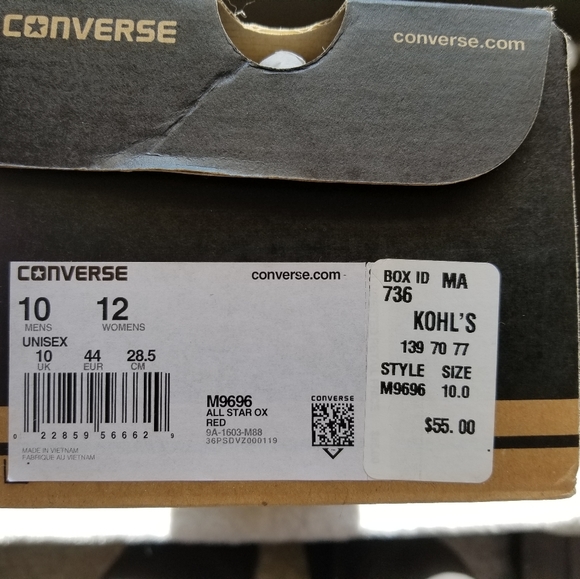 CONVERSE
converse.com
CONVERSE converse.com
10 12
MENS WOMENS
UNISEX
10 44 28.5
UK EUR CM
0 22859 56662 9
MADE IN VIETNAM
FABRIQUE AU VIETNAM
M9696
ALL STAR OX
RED
9A-1603-M88
36PSDVZ000119
CONVERSE
BOX ID MA
736
KOHL'S
139 70 77
STYLE SIZE
M9696 10.0
$55.00